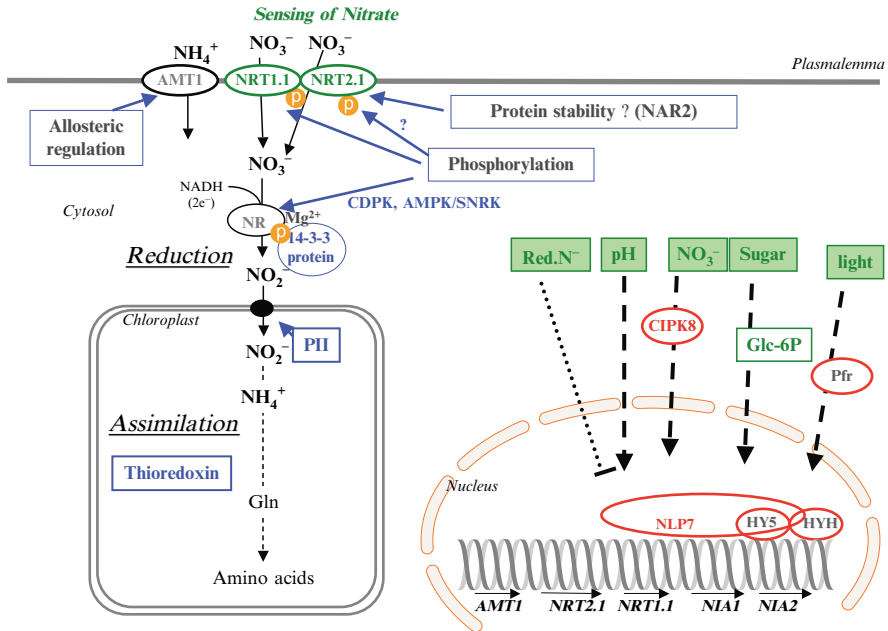 Sensing of Nitrate
NH₄⁺
NO₃⁻
NO₃⁻
Plasmalemma
AMT1
NRT1.1
NRT2.1
p
p
Allosteric
regulation
Protein stability ? (NAR2)
?
Phosphorylation
NO₃⁻
NADH
(2e⁻)
CDPK, AMPK/SNRK
Cytosol
NR
Mg²⁺
p
14-3-3
protein
Reduction
NO₂⁻
Chloroplast
PII
NO₂⁻
NH₄⁺
Assimilation
Thioredoxin
Gln
Amino acids
Red.N⁻
pH
NO₃⁻
Sugar
light
CIPK8
Glc-6P
Pfr
Nucleus
NLP7
HY5
HYH
AMT1
NRT2.1
NRT1.1
NIA1
NIA2